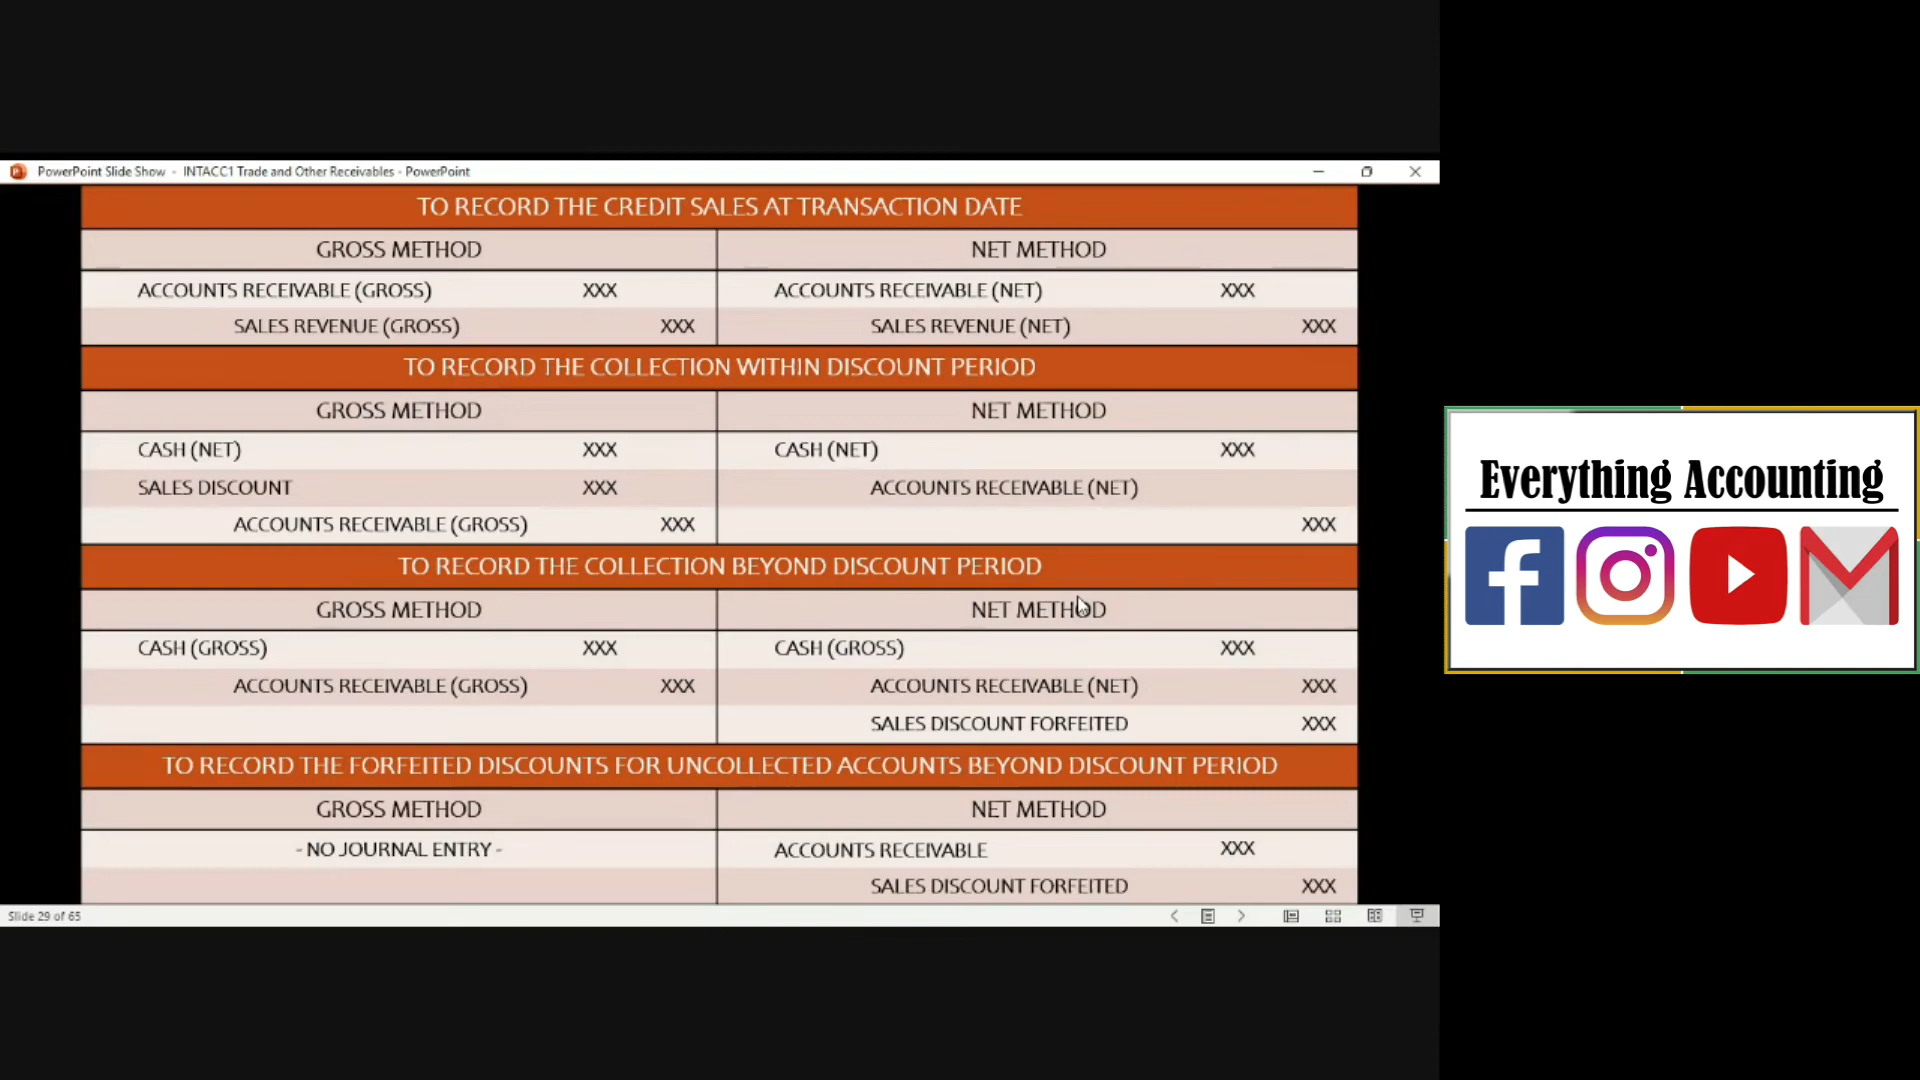 PowerPoint Slide Show - INTACC1 Trade and Other Receivables - PowerPoint
TO RECORD THE CREDIT SALES AT TRANSACTION DATE
GROSS METHOD NET METHOD
ACCOUNTS RECEIVABLE (GROSS) XXX ACCOUNTS RECEIVABLE (NET) XXX
SALES REVENUE (GROSS) XXX SALES REVENUE (NET) XXX
TO RECORD THE COLLECTION WITHIN DISCOUNT PERIOD
GROSS METHOD NET METHOD
CASH (NET) XXX CASH (NET) XXX
SALES DISCOUNT XXX ACCOUNTS RECEIVABLE (NET)
ACCOUNTS RECEIVABLE (GROSS) XXX XXX
TO RECORD THE COLLECTION BEYOND DISCOUNT PERIOD
GROSS METHOD NET METHOD
CASH (GROSS) XXX CASH (GROSS) XXX
ACCOUNTS RECEIVABLE (GROSS) XXX ACCOUNTS RECEIVABLE (NET) XXX
SALES DISCOUNT FORFEITED XXX
TO RECORD THE FORFEITED DISCOUNTS FOR UNCOLLECTED ACCOUNTS BEYOND DISCOUNT PERIOD
GROSS METHOD NET METHOD
- NO JOURNAL ENTRY - ACCOUNTS RECEIVABLE XXX
SALES DISCOUNT FORFEITED XXX
Slide 29 of 65
Everything Accounting